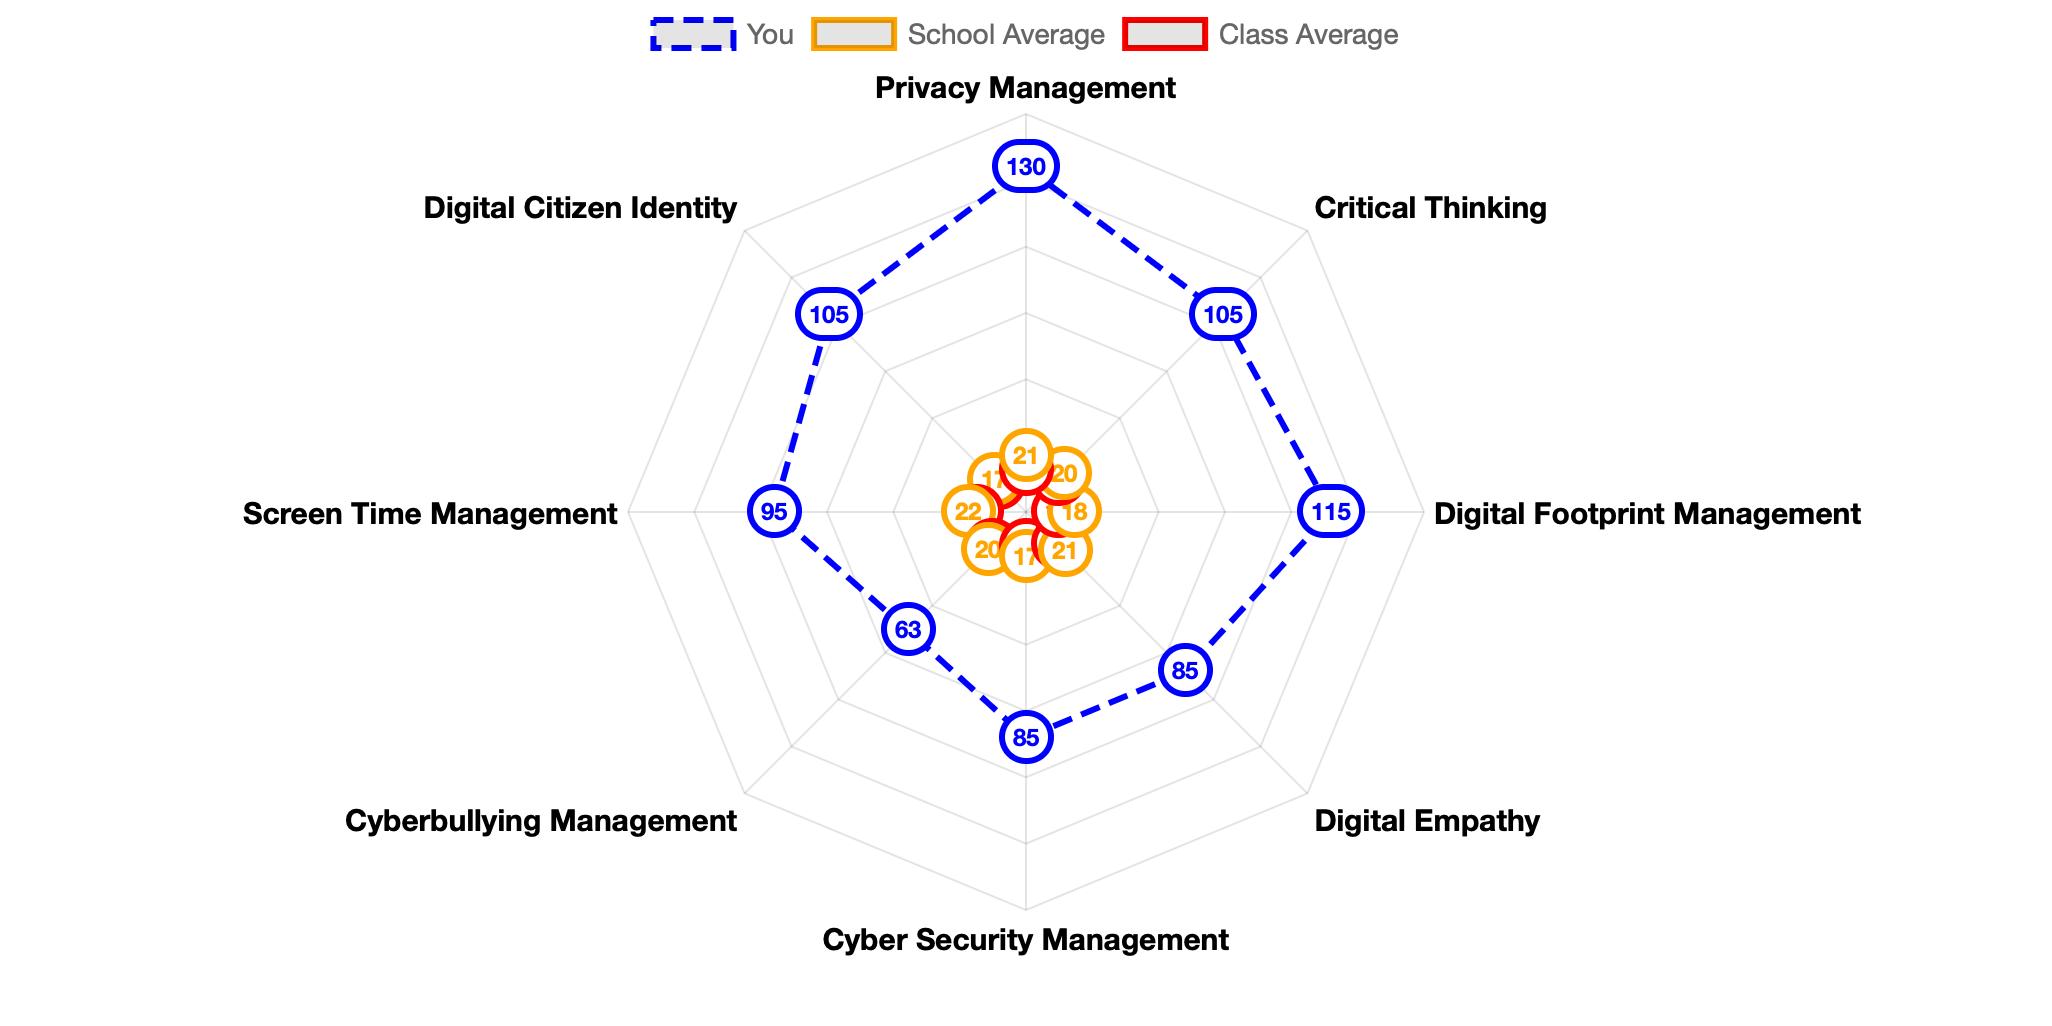 You School Average Class Average
Privacy Management
130
Digital Citizen Identity Critical Thinking
105 105
21
17 20
Screen Time Management 95 22 18 115 Digital Footprint Management
20 17 21
63
85
85
Cyberbullying Management Digital Empathy
Cyber Security Management